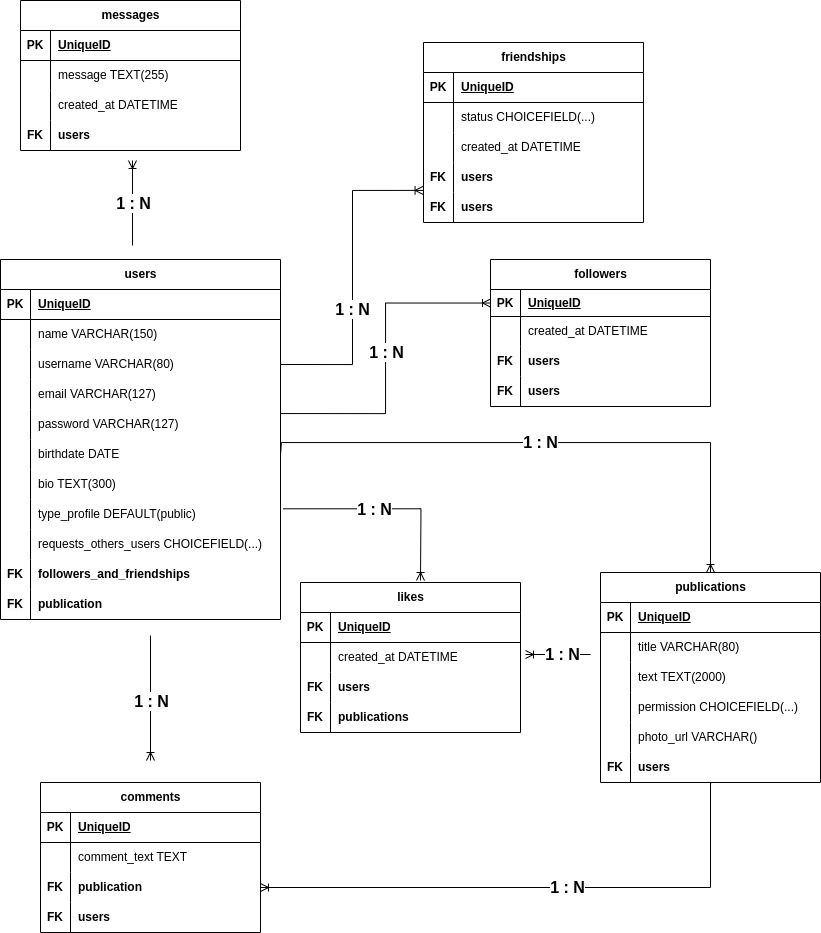 messages
PK UniqueID
message TEXT(255)
created_at DATETIME
FK users
1 : N
friendships
PK UniqueID
status CHOICEFIELD(...)
created_at DATETIME
FK users
FK users
1 : N
users
PK UniqueID
name VARCHAR(150)
username VARCHAR(80)
email VARCHAR(127)
password VARCHAR(127)
birthdate DATE
bio TEXT(300)
type_profile DEFAULT(public)
requests_others_users CHOICEFIELD(...)
FK followers_and_friendships
FK publication
followers
PK UniqueID
created_at DATETIME
FK users
FK users
1 : N
1 : N
1 : N
likes
PK UniqueID
created_at DATETIME
FK users
FK publications
1 : N
publications
PK UniqueID
title VARCHAR(80)
text TEXT(2000)
permission CHOICEFIELD(...)
photo_url VARCHAR()
FK users
1 : N
comments
PK UniqueID
comment_text TEXT
FK publication
FK users
1 : N